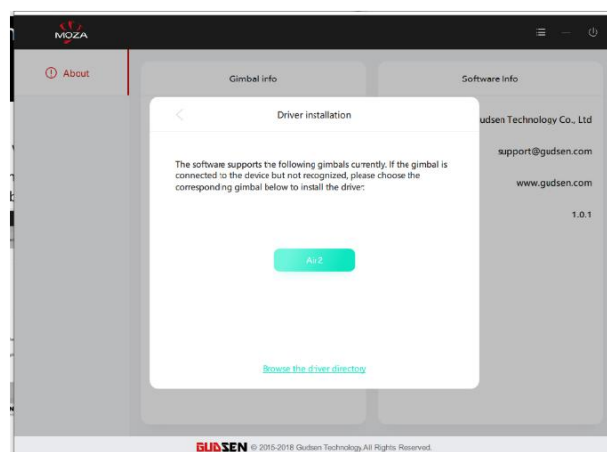 MOZA
About
Gimbal info
Software Info
Driver installation
udsen Technology Co., Ltd
The software supports the following gimbals currently. If the gimbal is
support@gudsen.com
connected to the device but not recognized, please choose the
corresponding gimbal below to install the driver:
www.gudsen.com
1.0.1
Air2
Browse the driver directory
GUDSEN © 2015-2018 Gudsen Technology. All Rights Reserved.